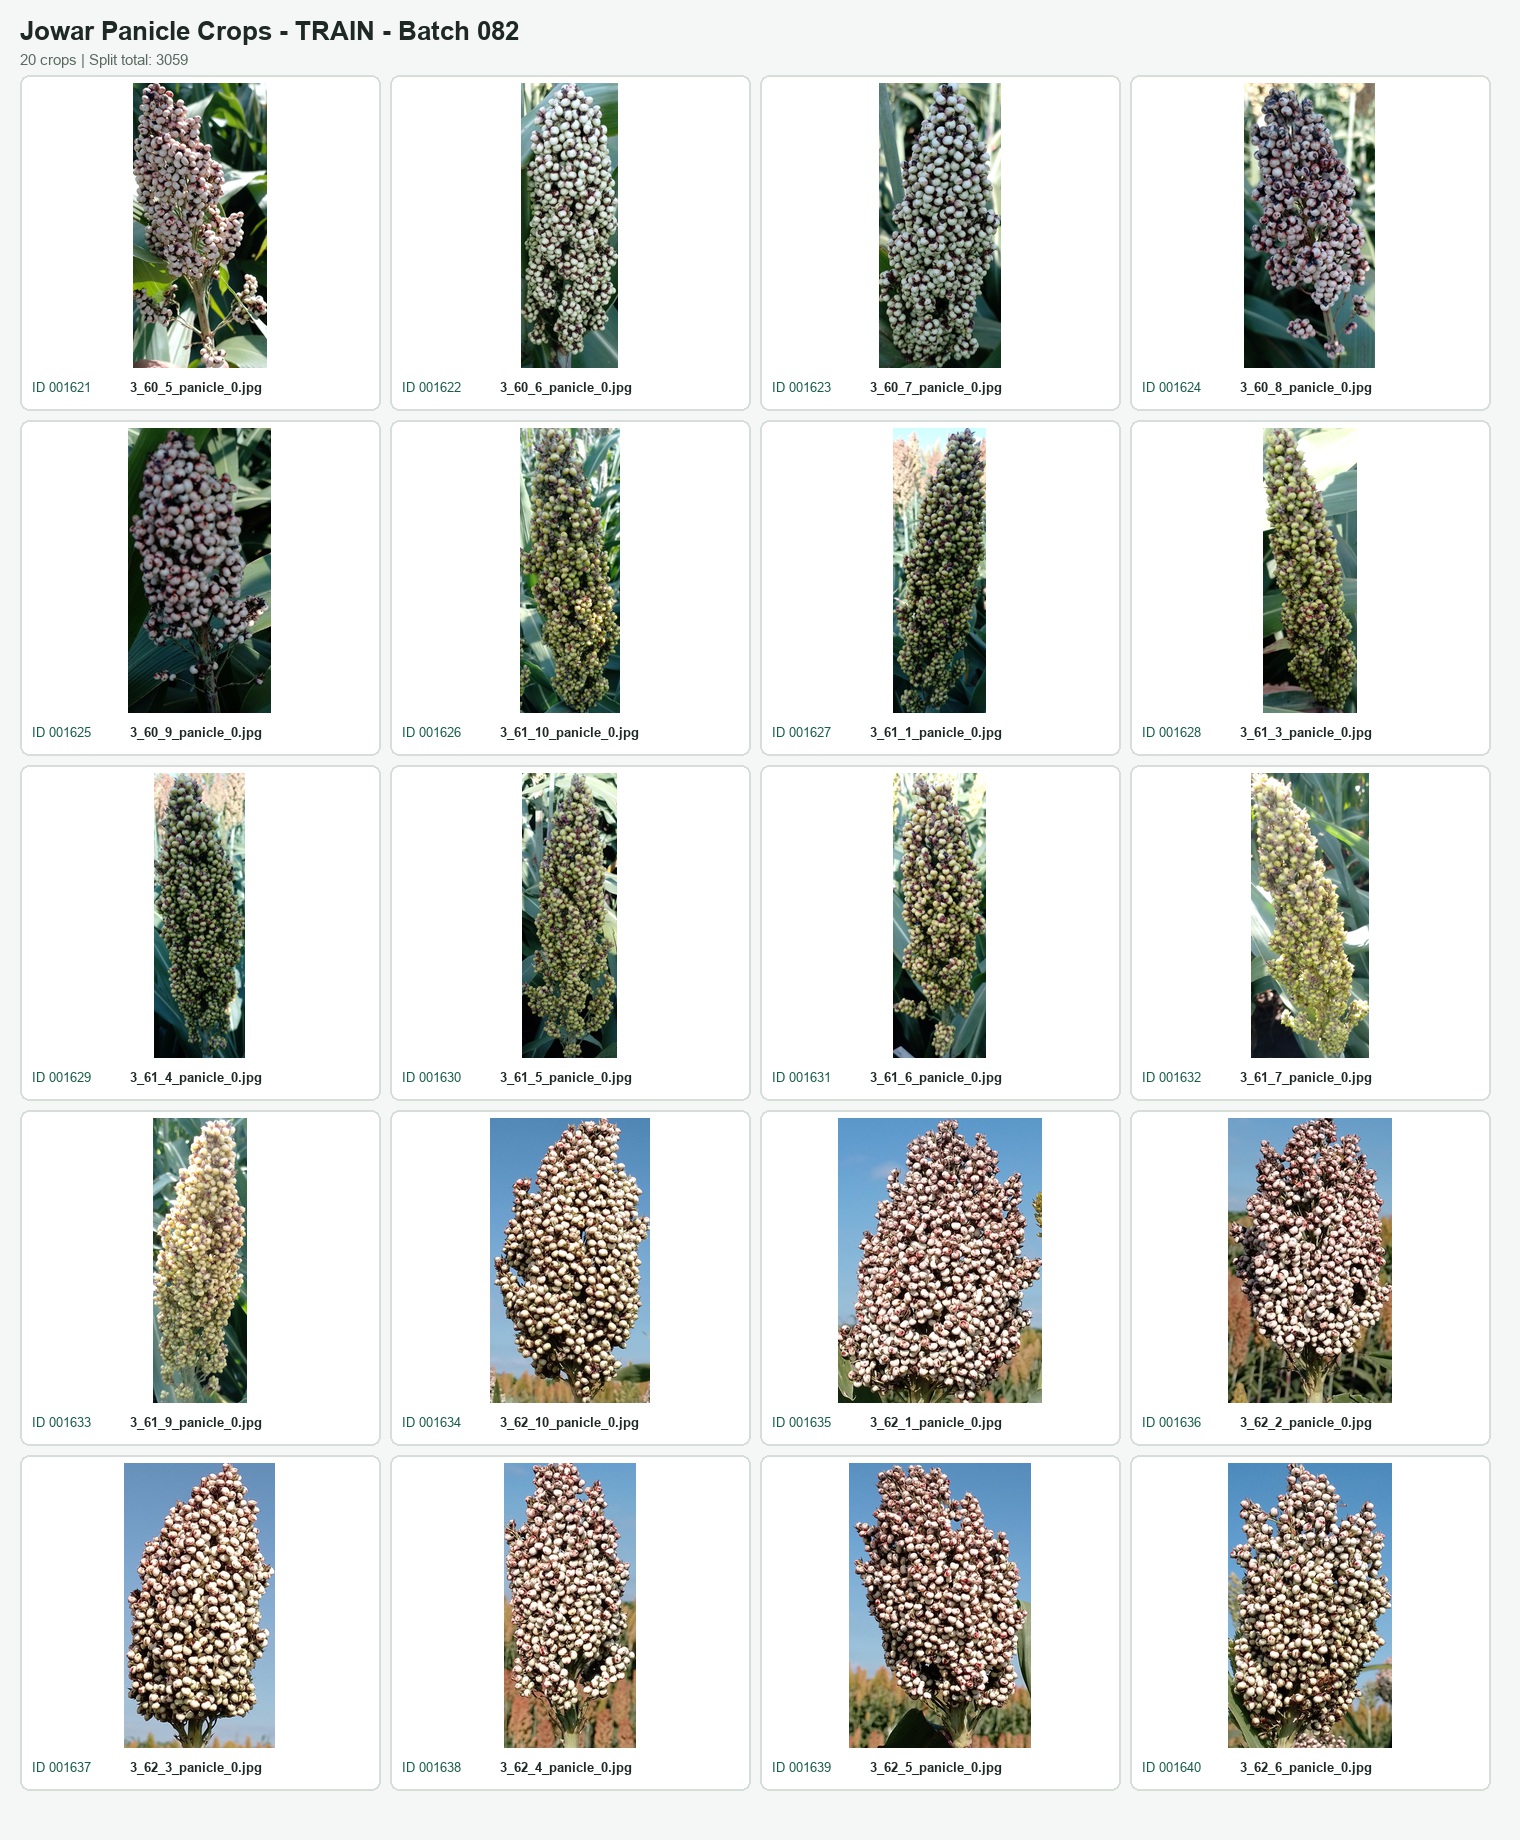 Jowar Panicle Crops - TRAIN - Batch 082
20 crops | Split total: 3059
ID 001621 3_60_5_panicle_0.jpg
ID 001622 3_60_6_panicle_0.jpg
ID 001623 3_60_7_panicle_0.jpg
ID 001624 3_60_8_panicle_0.jpg
ID 001625 3_60_9_panicle_0.jpg
ID 001626 3_61_10_panicle_0.jpg
ID 001627 3_61_1_panicle_0.jpg
ID 001628 3_61_3_panicle_0.jpg
ID 001629 3_61_4_panicle_0.jpg
ID 001630 3_61_5_panicle_0.jpg
ID 001631 3_61_6_panicle_0.jpg
ID 001632 3_61_7_panicle_0.jpg
ID 001633 3_61_9_panicle_0.jpg
ID 001634 3_62_10_panicle_0.jpg
ID 001635 3_62_1_panicle_0.jpg
ID 001636 3_62_2_panicle_0.jpg
ID 001637 3_62_3_panicle_0.jpg
ID 001638 3_62_4_panicle_0.jpg
ID 001639 3_62_5_panicle_0.jpg
ID 001640 3_62_6_panicle_0.jpg